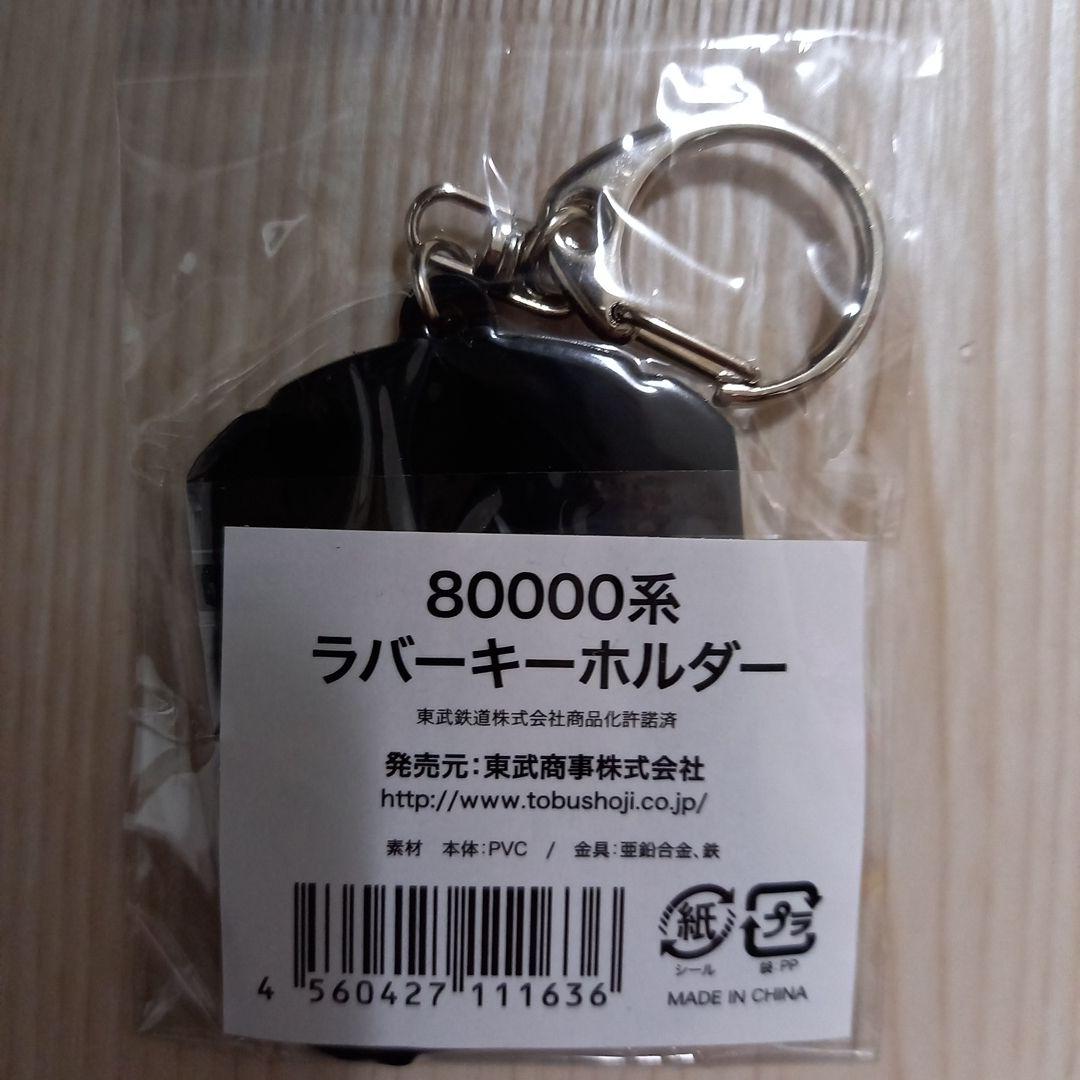 80000系
ラバーキーホルダー
東武鉄道株式会社商品化許諾済
発売元：東武商事株式会社
http://www.tobushoji.co.jp/
素材　本体：PVC　/　金具：亜鉛合金、鉄
紙 プラ
シール 袋：PP
4 560427 111636
MADE IN CHINA